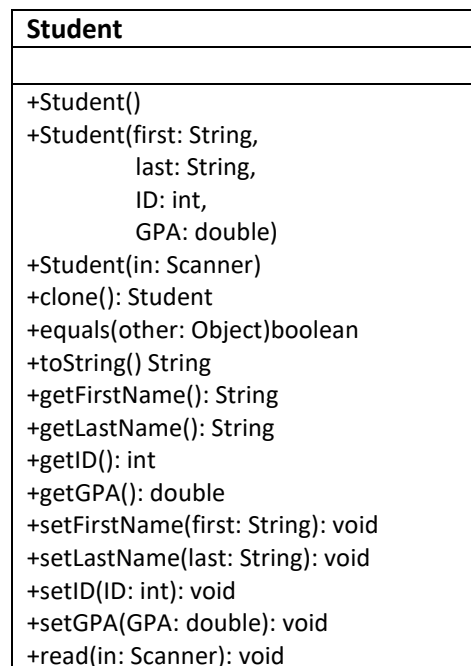 Student
+Student()
+Student(first: String,
last: String,
ID: int,
GPA: double)
+Student(in: Scanner)
+clone(): Student
+equals(other: Object)boolean
+toString() String
+getFirstName(): String
+getLastName(): String
+getID(): int
+getGPA(): double
+setFirstName(first: String): void
+setLastName(last: String): void
+setID(ID: int): void
+setGPA(GPA: double): void
+read(in: Scanner): void